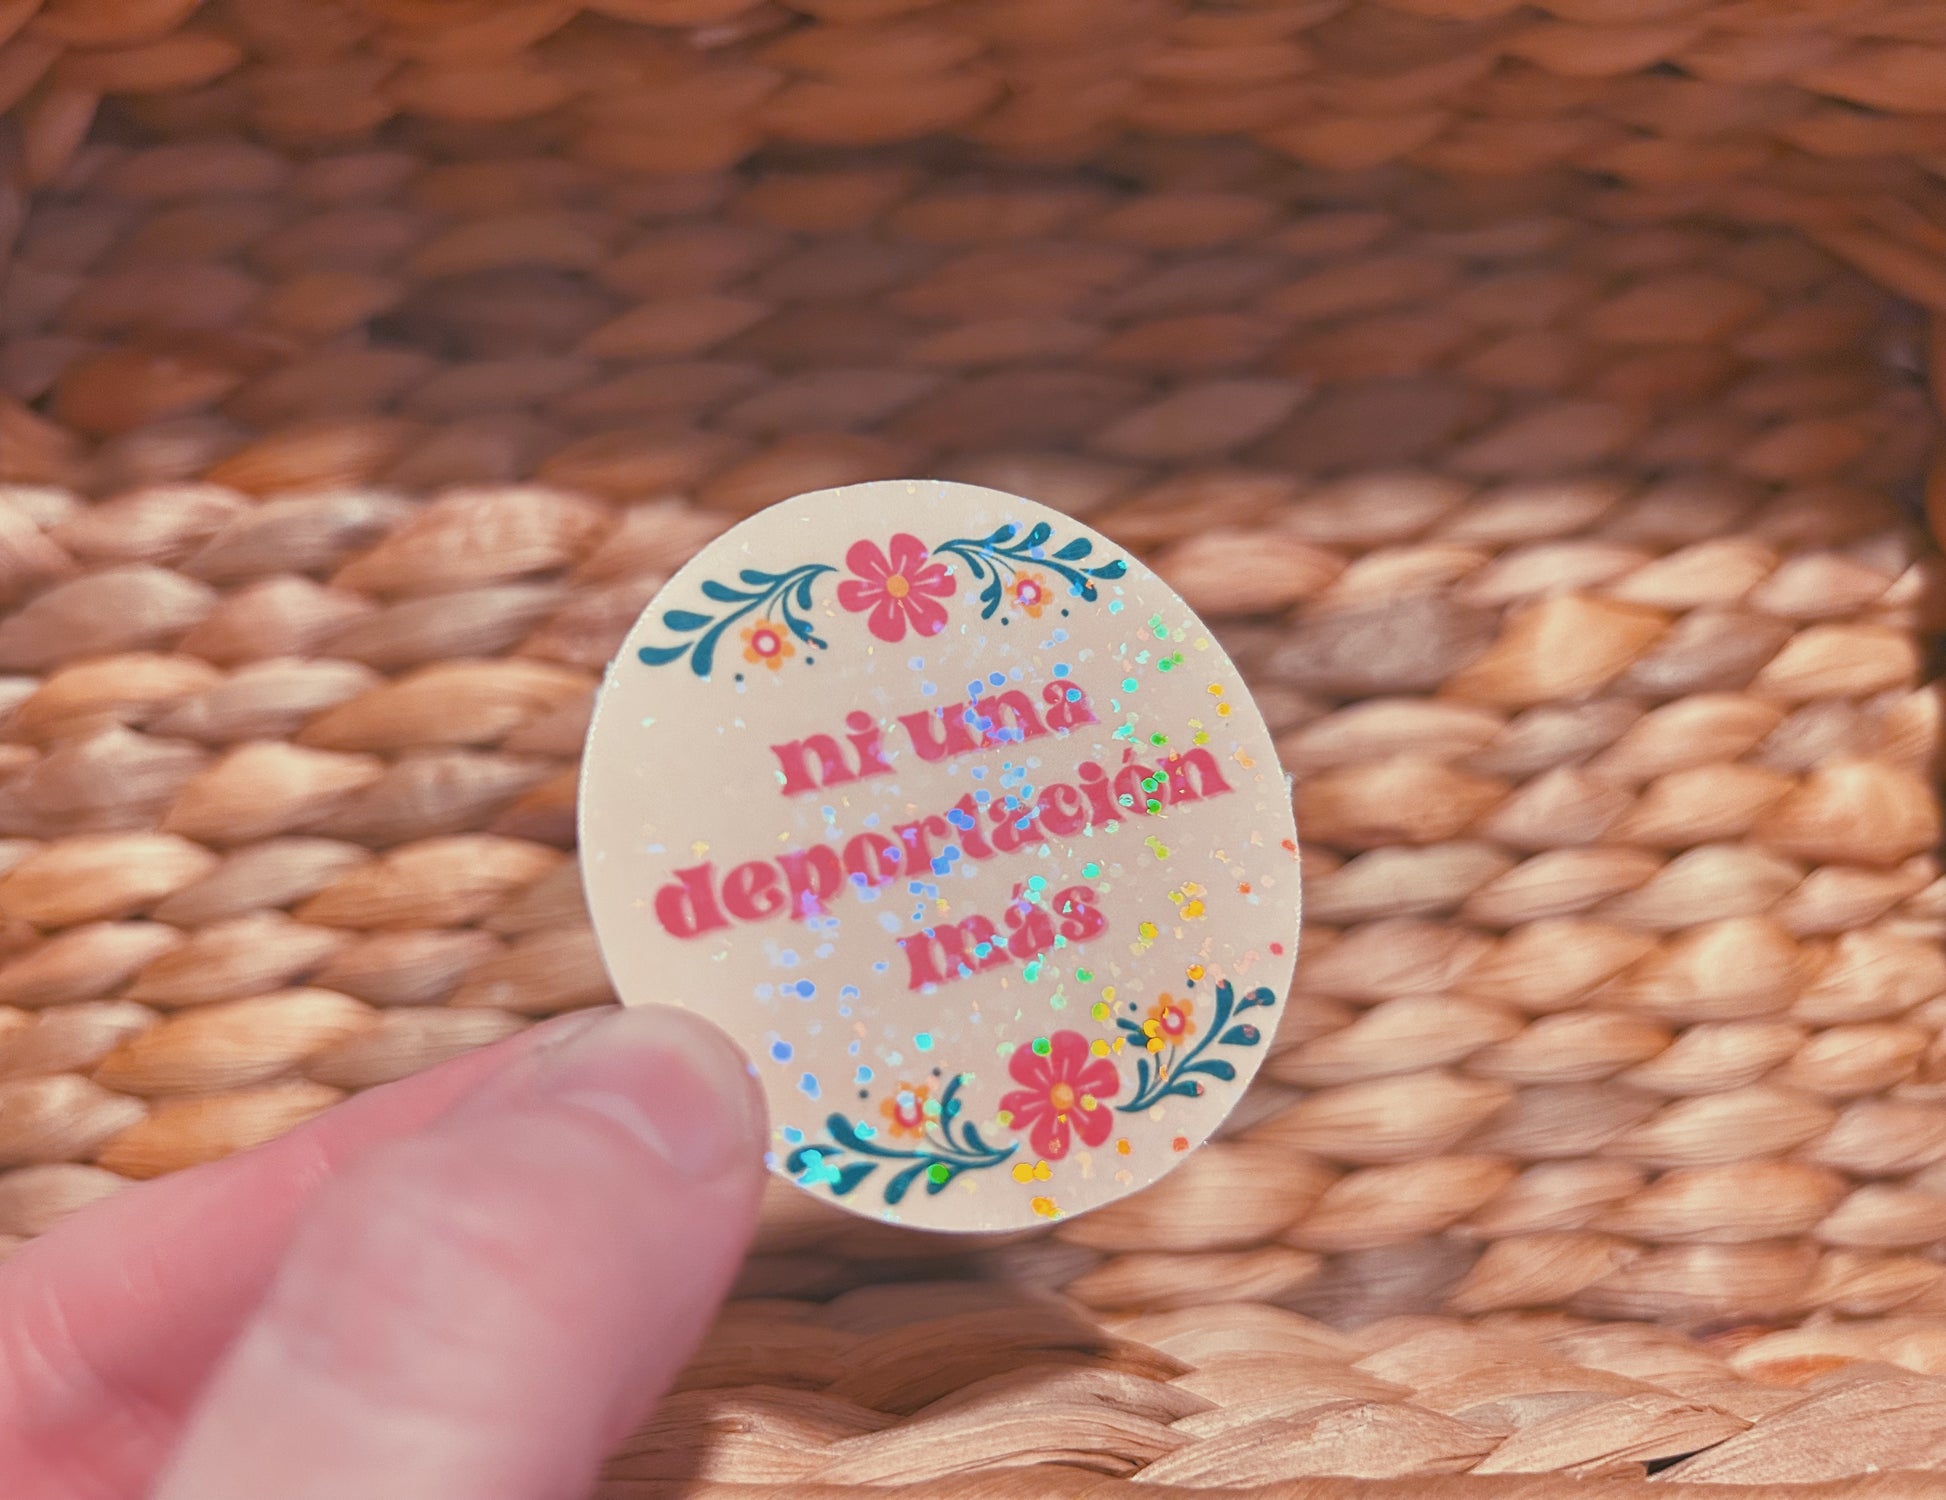 ni una
deportación
más